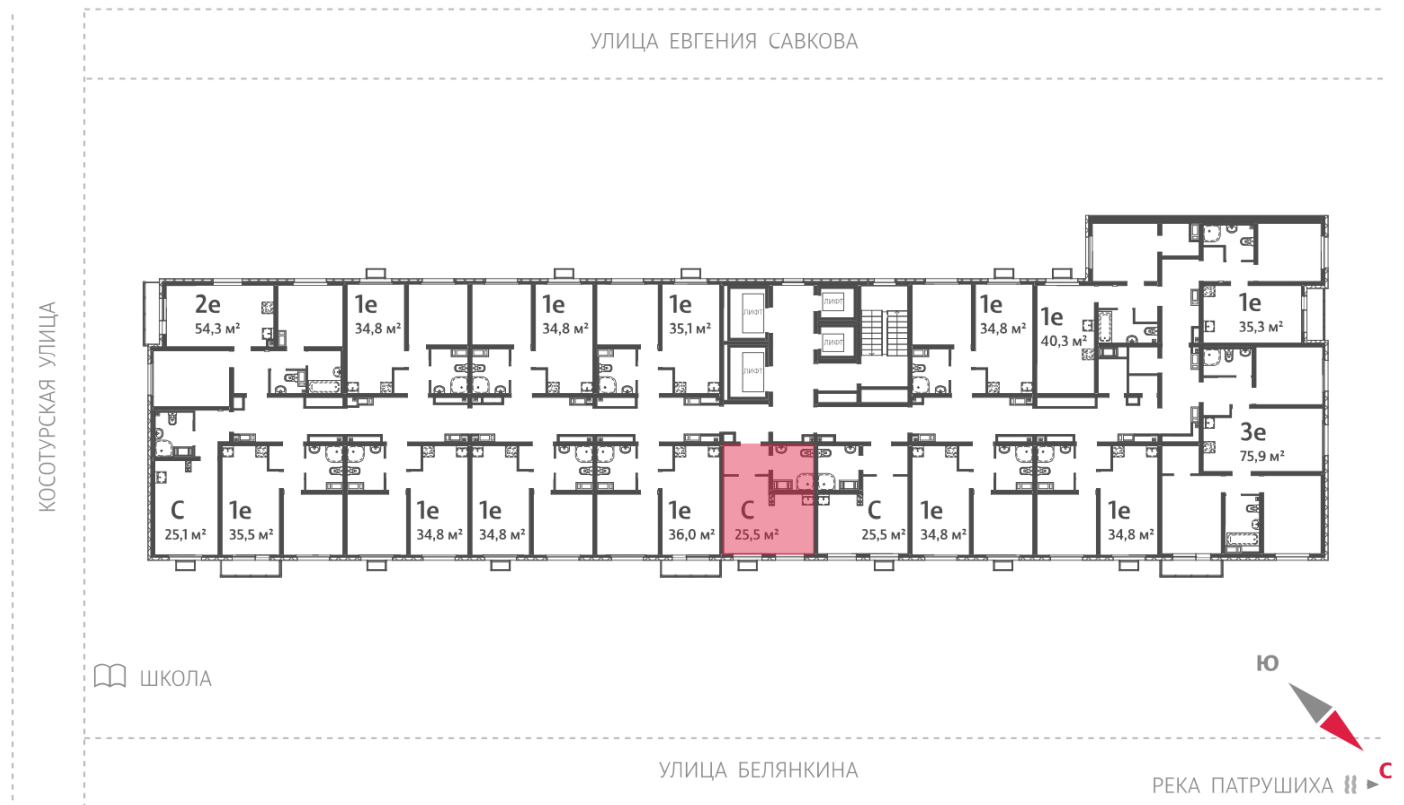 УЛИЦА ЕВГЕНИЯ САВКОВА
КОСОТУРСКАЯ УЛИЦА
2е
54,3 м²
1е
34,8 м²
1е
34,8 м²
1е
35,1 м²
ЛИФТ
ЛИФТ
ЛИФТ
ЛИФТ
1е
34,8 м²
1е
40,3 м²
1е
35,3 м²
3е
75,9 м²
С
25,1 м²
1е
35,5 м²
1е
34,8 м²
1е
34,8 м²
1е
36,0 м²
С
25,5 м²
С
25,5 м²
1е
34,8 м²
1е
34,8 м²
ШКОЛА
Ю
С
УЛИЦА БЕЛЯНКИНА
РЕКА ПАТРУШИХА